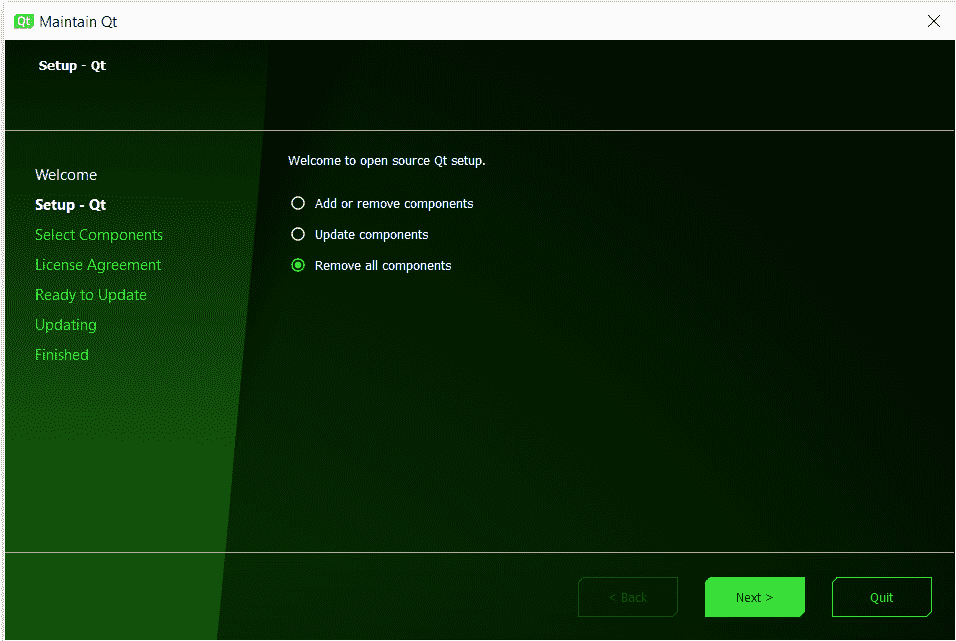 Qt Maintain Qt
Setup - Qt
Welcome
Setup - Qt
Select Components
License Agreement
Ready to Update
Updating
Finished
Welcome to open source Qt setup.
Add or remove components
Update components
Remove all components
< Back
Next >
Quit